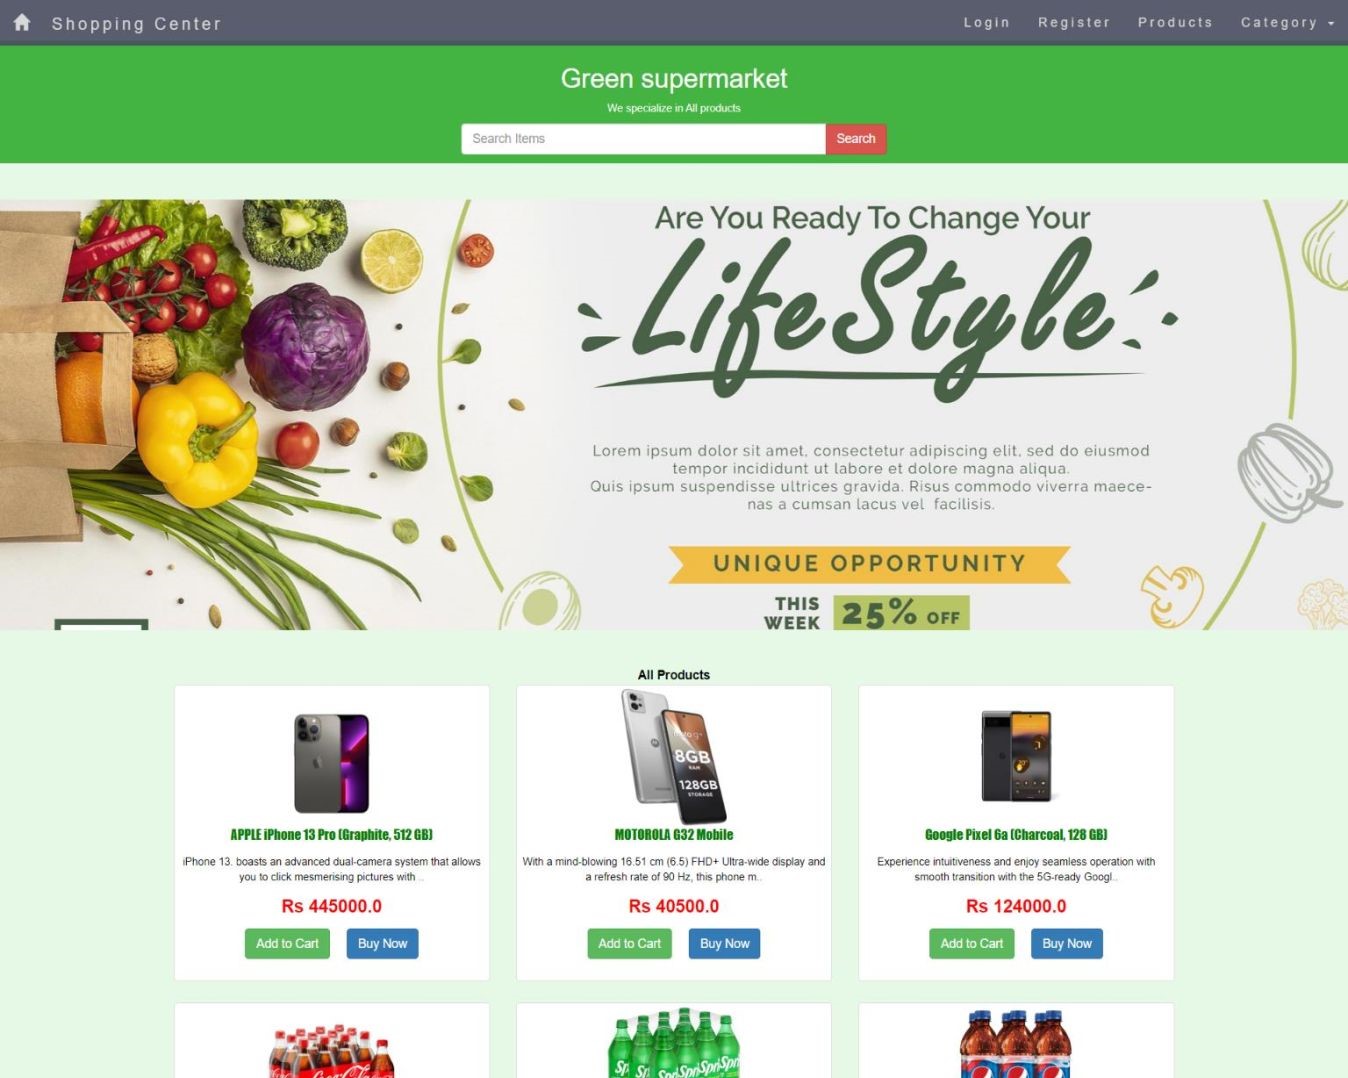 Shopping Center
Login Register Products Category
Green supermarket
We specialize in All products
Search Items Search
Are You Ready To Change Your
LifeStyle
Lorem ipsum dolor sit amet, consectetur adipiscing elit, sed do eiusmod
tempor incididunt ut labore et dolore magna aliqua.
Quis ipsum suspendisse ultrices gravida. Risus commodo viverra maece-
nas a cumsan lacus vel facilisis.
UNIQUE OPPORTUNITY
THIS
WEEK
25% OFF
All Products
8GB
RAM
128GB
STORAGE
APPLE iPhone 13 Pro (Graphite, 512 GB)
iPhone 13. boasts an advanced dual-camera system that allows
you to click mesmerising pictures with ..
Rs 445000.0
Add to Cart Buy Now
MOTOROLA G32 Mobile
With a mind-blowing 16.51 cm (6.5) FHD+ Ultra-wide display and
a refresh rate of 90 Hz, this phone m..
Rs 40500.0
Add to Cart Buy Now
Google Pixel 6a (Charcoal, 128 GB)
Experience intuitiveness and enjoy seamless operation with
smooth transition with the 5G-ready Googl..
Rs 124000.0
Add to Cart Buy Now